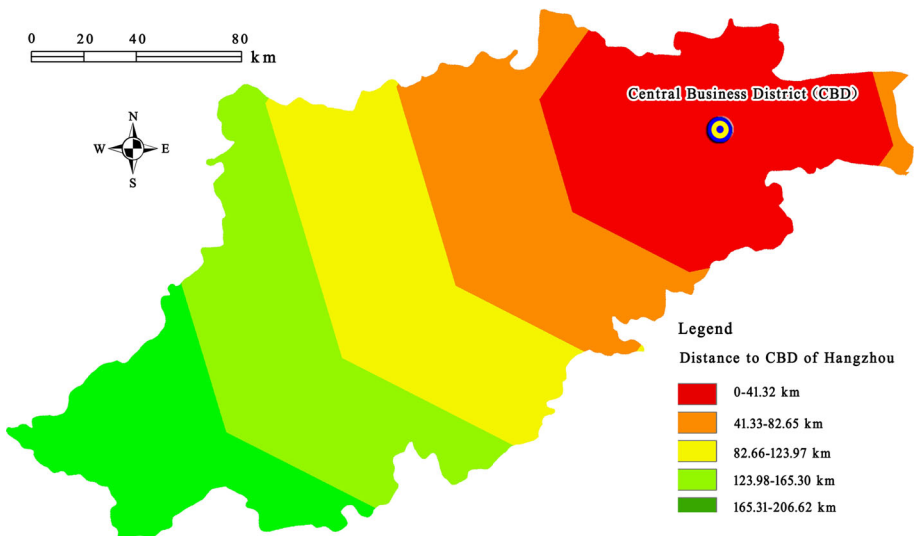 0 20 40 80
km
Central Business District (CBD)
N
W E
S
Legend
Distance to CBD of Hangzhou
0-41.32 km
41.33-82.65 km
82.66-123.97 km
123.98-165.30 km
165.31-206.62 km